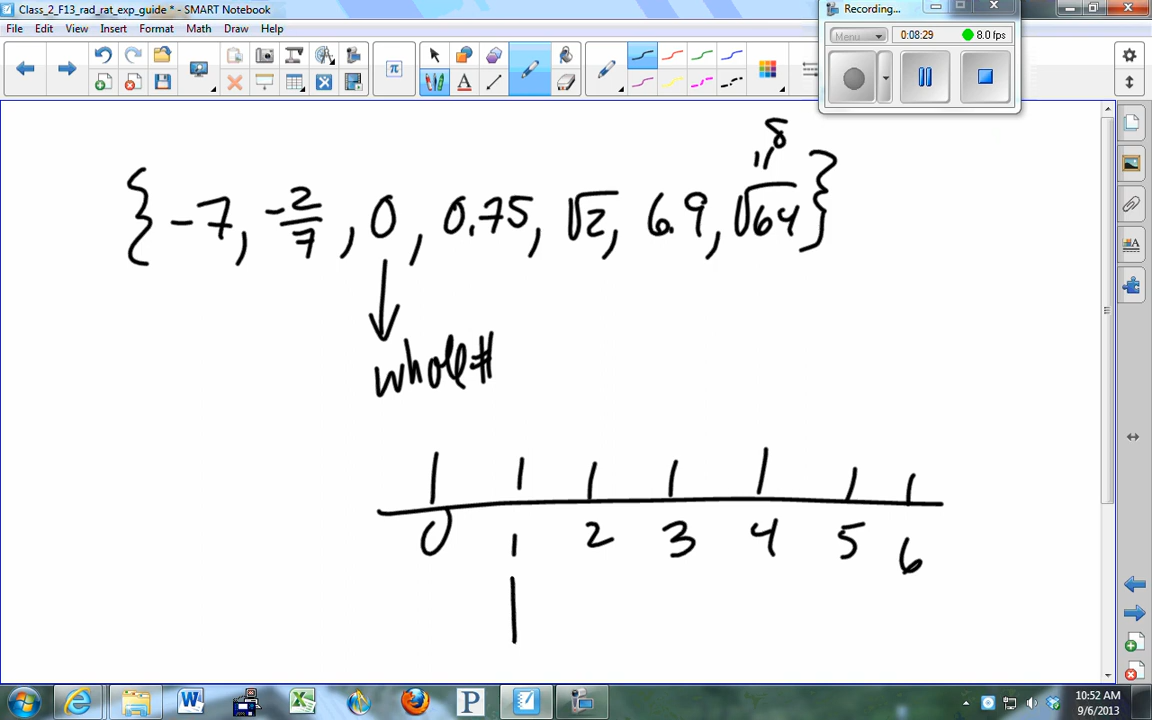 Class_2_F13_rad_rat_exp_guide * - SMART Notebook
Recording...
File Edit View Insert Format Math Draw Help
Menu 0:08:29 8.0 fps
π
A
"8
{-7, -2/7, 0, 0.75, √2, 6.9, √64}
whole#
0 1 2 3 4 5 6
10:52 AM
9/6/2013